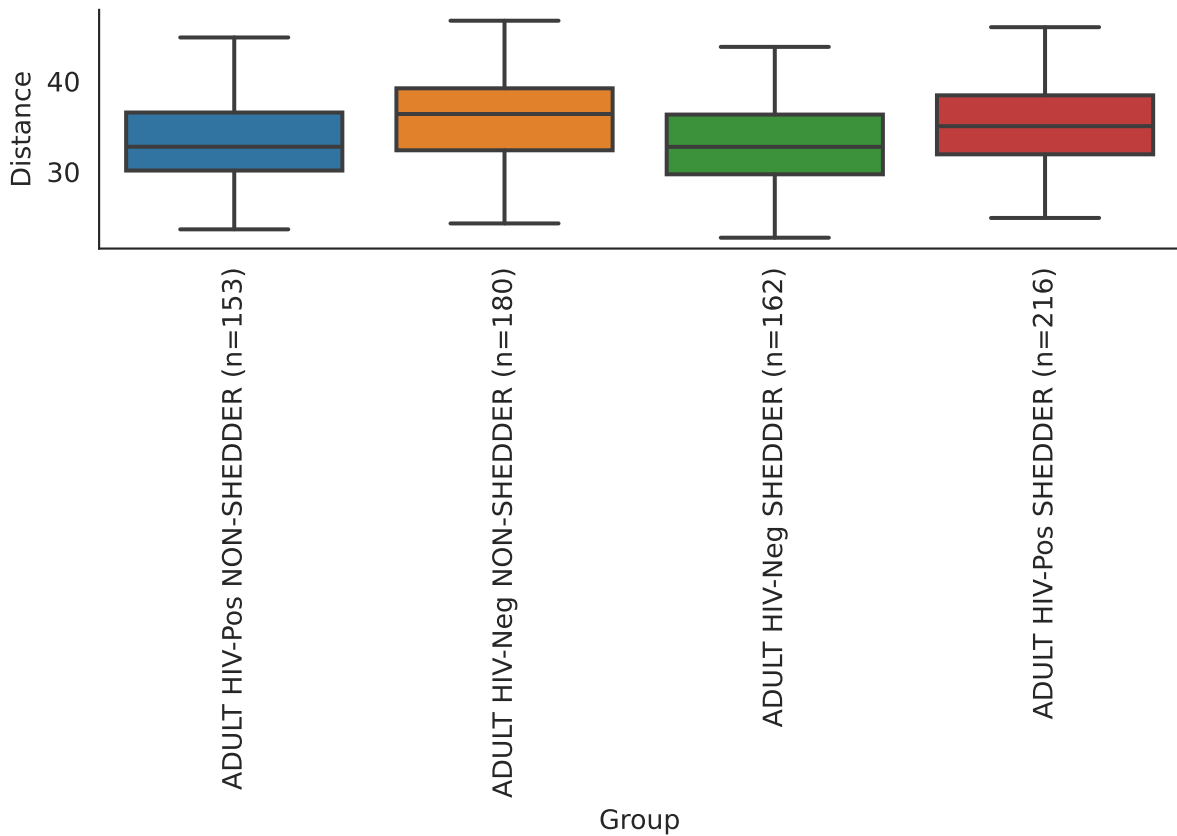 Distance
40
30
ADULT HIV-Pos NON-SHEDDER (n=153)
ADULT HIV-Neg NON-SHEDDER (n=180)
ADULT HIV-Neg SHEDDER (n=162)
ADULT HIV-Pos SHEDDER (n=216)
Group